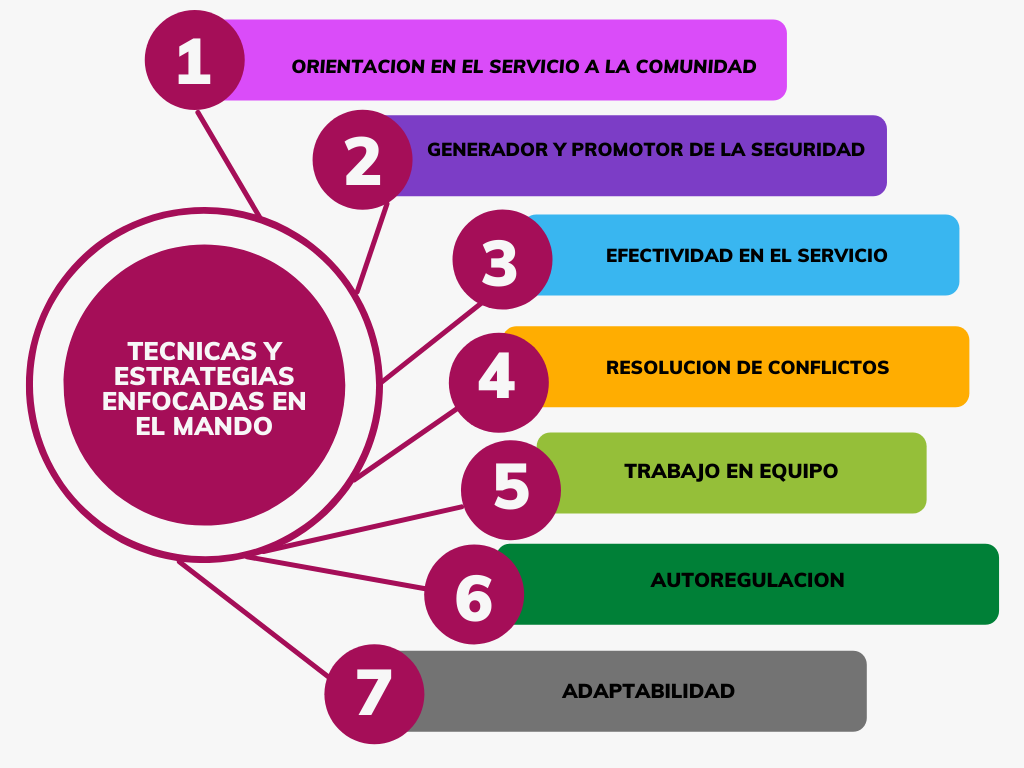 1
ORIENTACION EN EL SERVICIO A LA COMUNIDAD
2
GENERADOR Y PROMOTOR DE LA SEGURIDAD
3
EFECTIVIDAD EN EL SERVICIO
TECNICAS Y
ESTRATEGIAS
ENFOCADAS EN
EL MANDO
4
RESOLUCION DE CONFLICTOS
5
TRABAJO EN EQUIPO
6
AUTOREGULACION
7
ADAPTABILIDAD